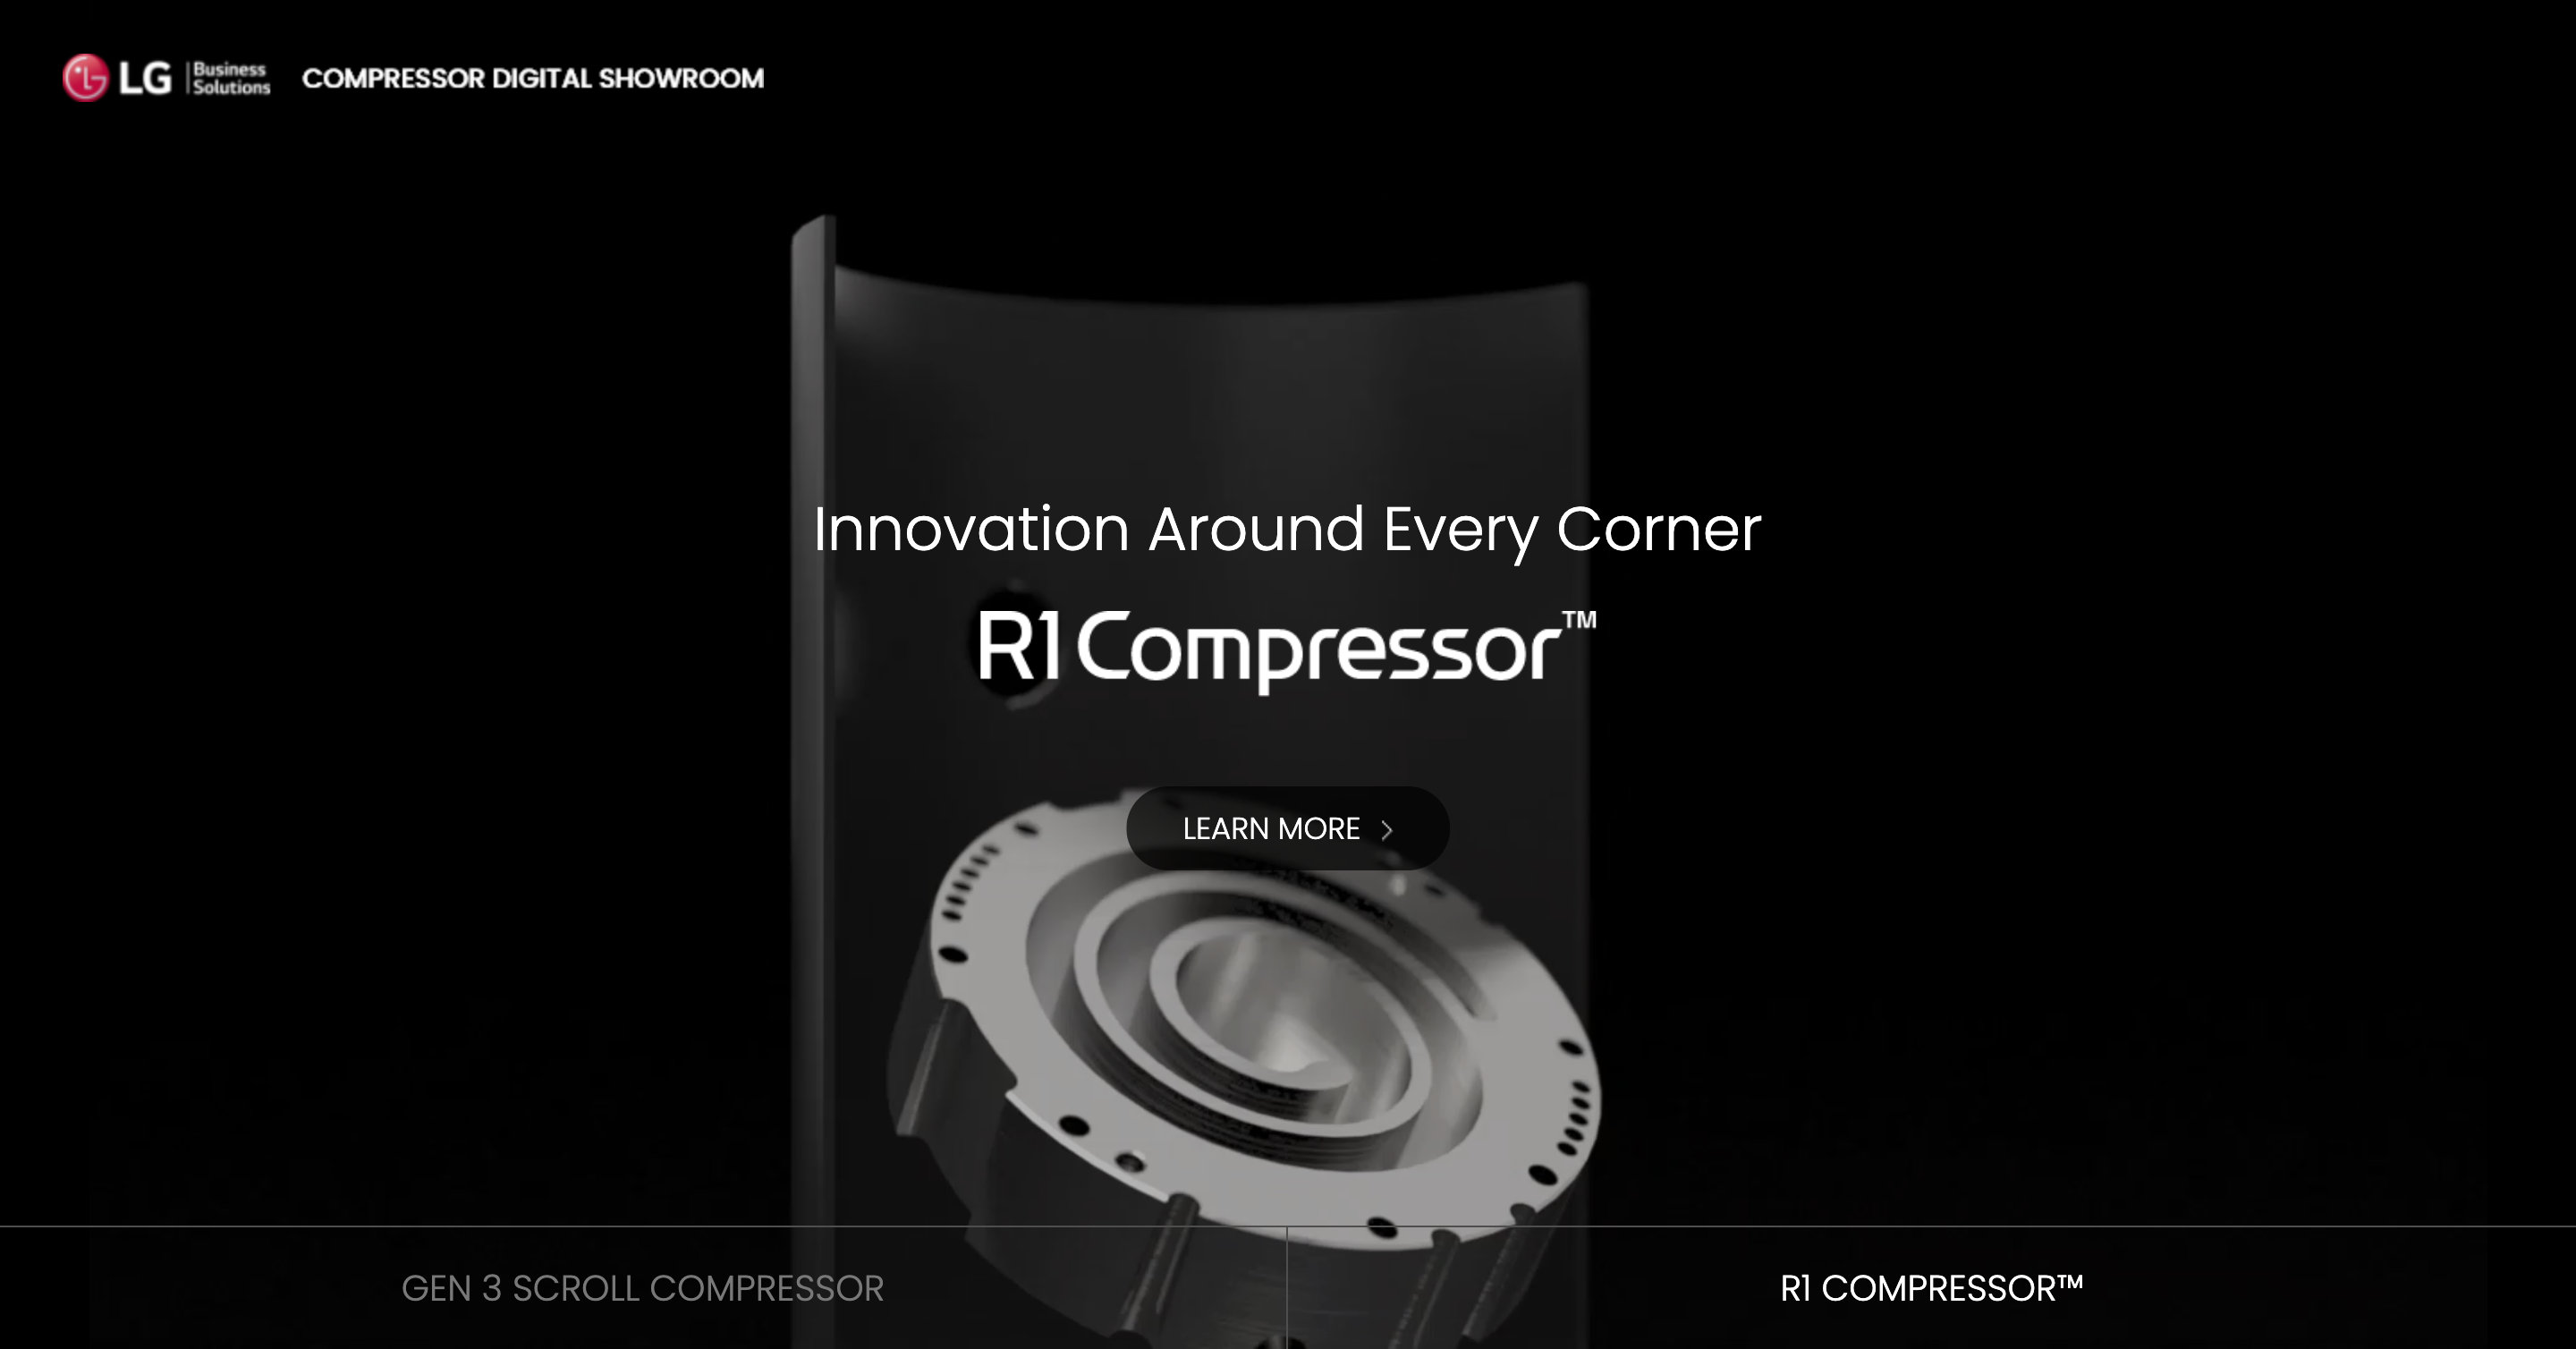 LG Business Solutions COMPRESSOR DIGITAL SHOWROOM
Innovation Around Every Corner
R1 Compressor™
LEARN MORE
GEN 3 SCROLL COMPRESSOR
R1 COMPRESSOR™